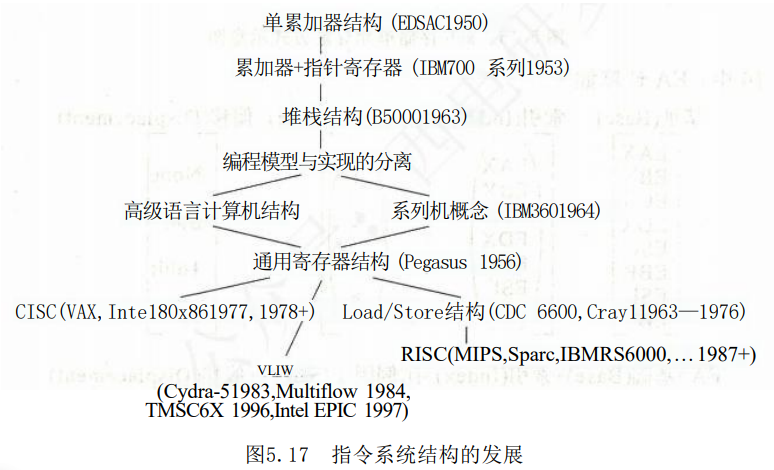 单累加器结构 (EDSAC1950)
累加器+指针寄存器 (IBM700 系列1953)
堆栈结构(B50001963)
编程模型与实现的分离
高级语言计算机结构
系列机概念 (IBM3601964)
通用寄存器结构 (Pegasus 1956)
CISC(VAX,Inte180x861977,1978+)
Load/Store结构(CDC 6600,Cray11963—1976)
RISC(MIPS,Sparc,IBMRS6000,…1987+)
VLIW
(Cydra-51983,Multiflow 1984,
TMSC6X 1996,Intel EPIC 1997)
图5.17 指令系统结构的发展